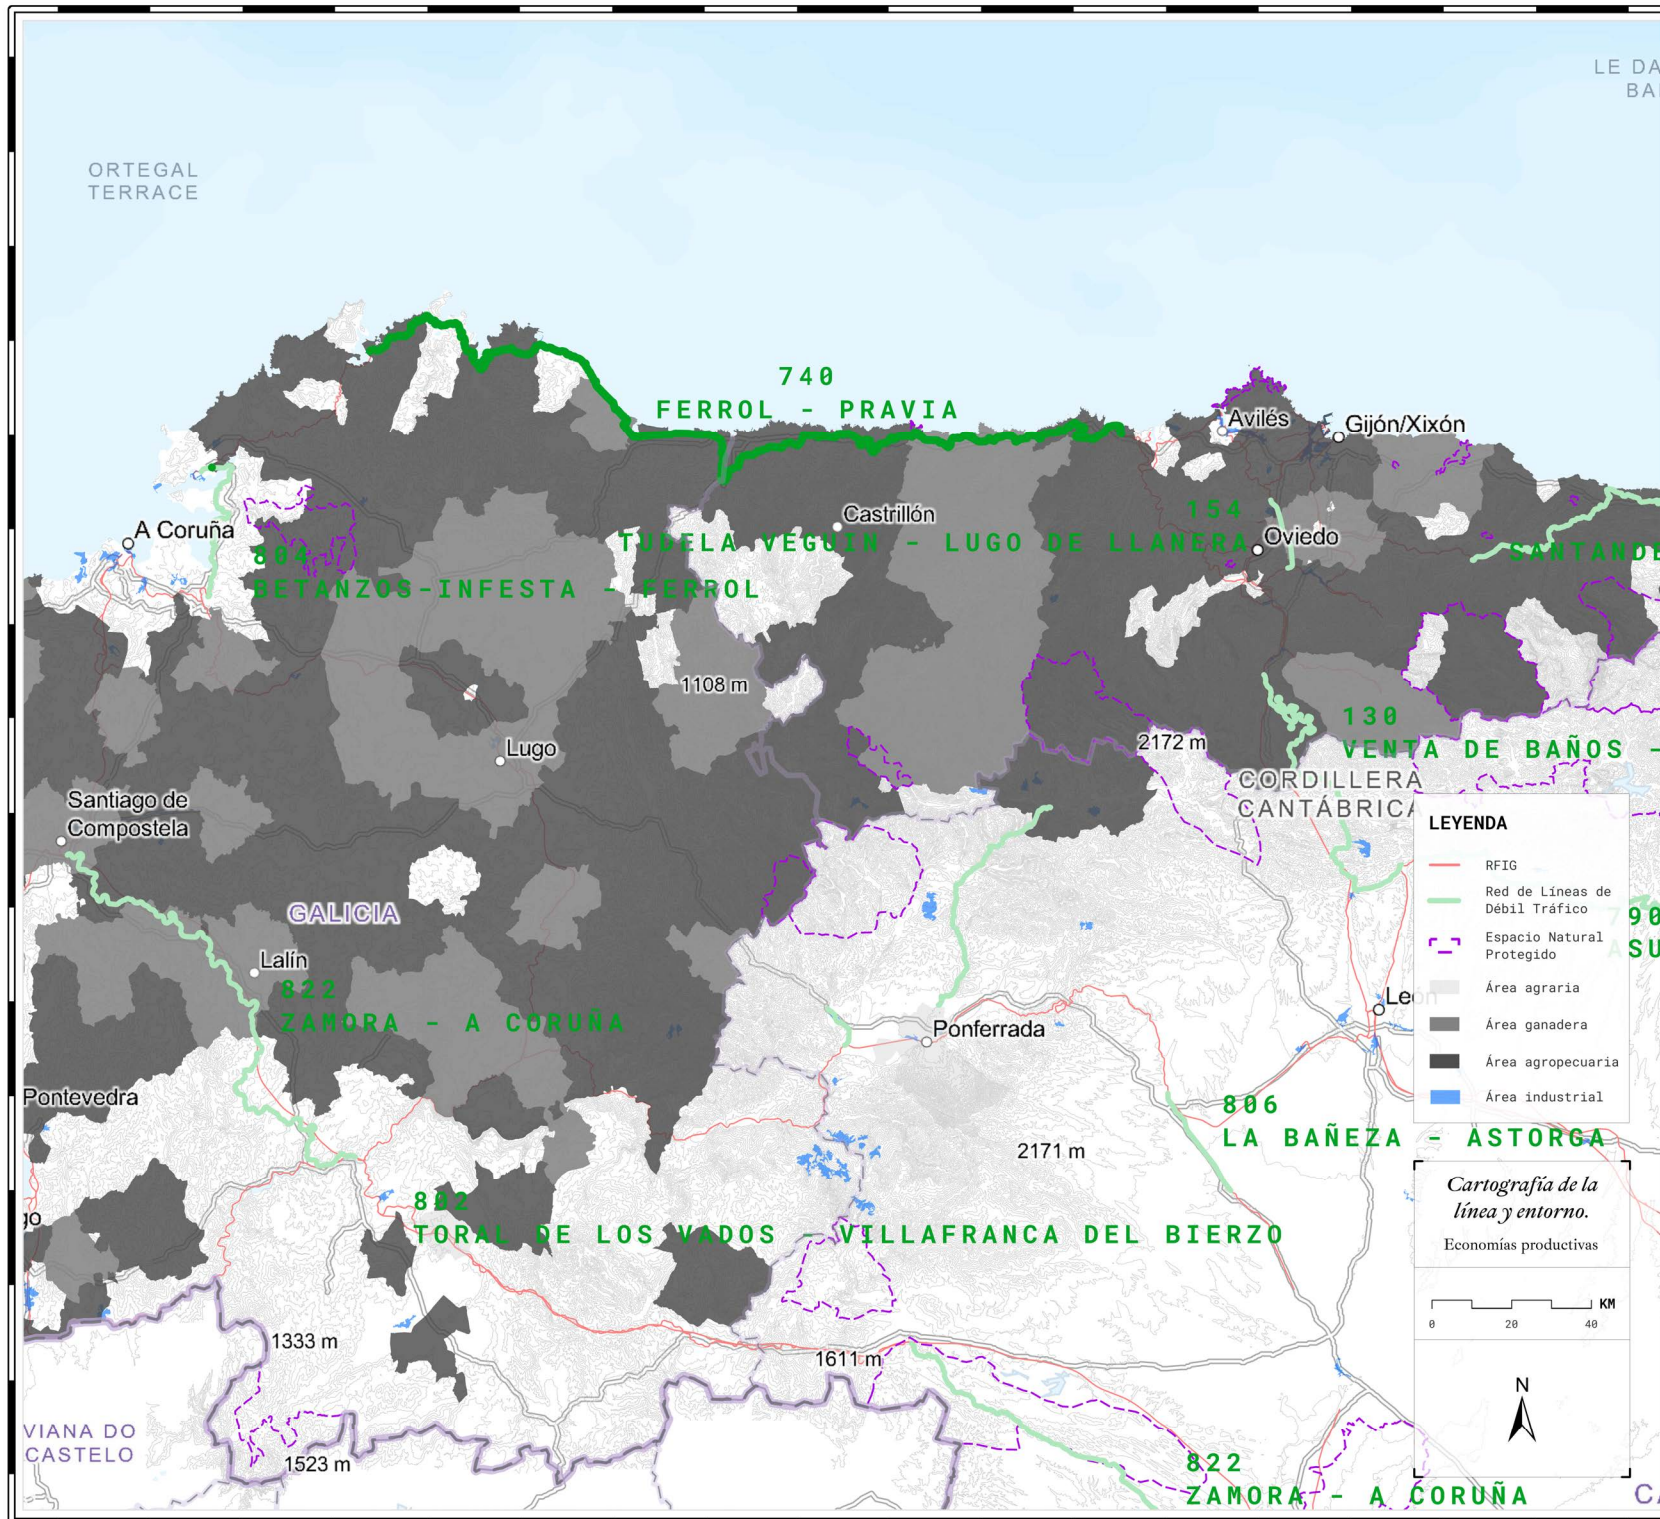 LE DA
BA
ORTEGAL
TERRACE
740
FERROL - PRAVIA
Avilés
Gijón/Xixón
Castrillón
154
TUDELA VEGUIN - LUGO DE LLANERA
Oviedo
SANTANDE
A Coruña
804
BETANZOS-INFESTA - FERROL
1108 m
130
VENTA DE BAÑOS -
2172 m
Lugo
CORDILLERA
CANTÁBRICA
Santiago de
Compostela
GALICIA
Lalín
822
ZAMORA - A CORUÑA
Ponferrada
León
790
ASU
Pontevedra
806
LA BAÑEZA - ASTORGA
2171 m
802
TORAL DE LOS VADOS - VILLAFRANCA DEL BIERZO
go
1333 m
1611 m
VIANA DO
CASTELO
1523 m
822
ZAMORA - A CORUÑA
CA
LEYENDA
RFIG
Red de Líneas de
Débil Tráfico
Espacio Natural
Protegido
Área agraria
Área ganadera
Área agropecuaria
Área industrial
Cartografía de la
línea y entorno.
Economías productivas
KM
0 20 40
N